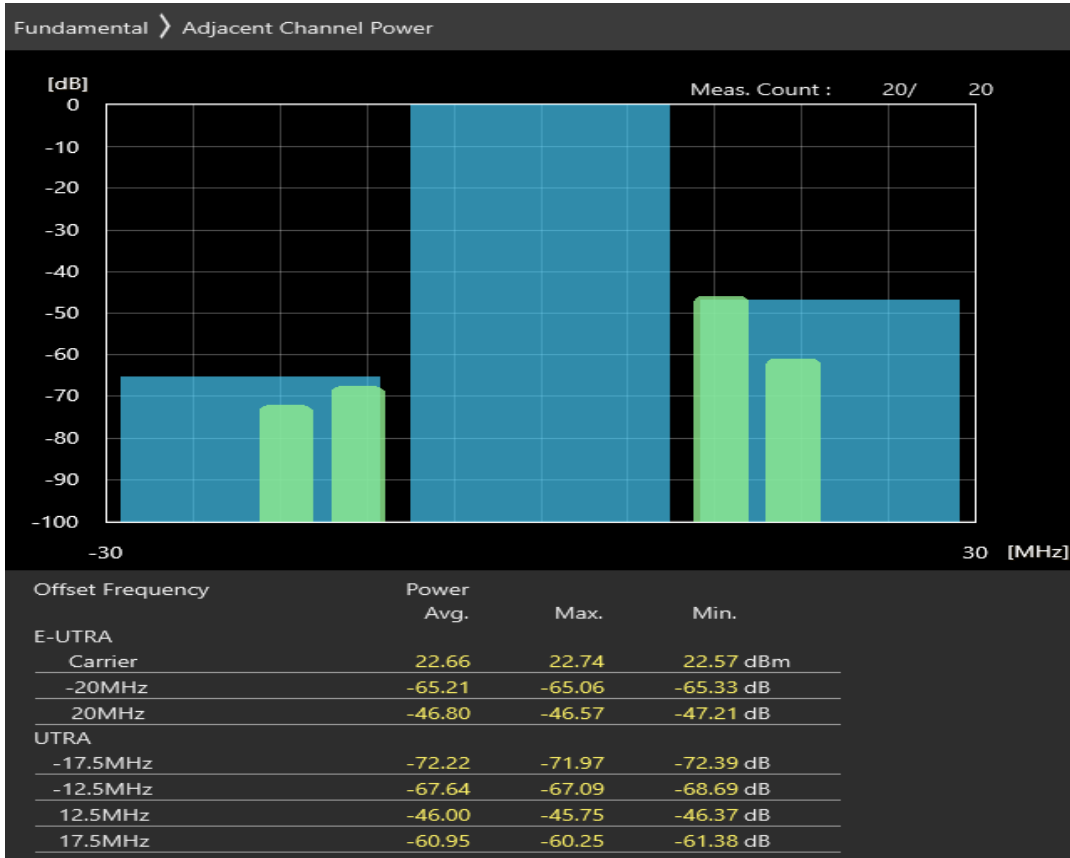 Fundamental 》 Adjacent Channel Power
[dB]
Meas. Count : 20/ 20
0
-10
-20
-30
-40
-50
-60
-70
-80
-90
-100
-30 30 [MHz]
Offset Frequency Power
Avg. Max. Min.
E-UTRA
Carrier 22.66 22.74 22.57 dBm
-20MHz -65.21 -65.06 -65.33 dB
20MHz -46.80 -46.57 -47.21 dB
UTRA
-17.5MHz -72.22 -71.97 -72.39 dB
-12.5MHz -67.64 -67.09 -68.69 dB
12.5MHz -46.00 -45.75 -46.37 dB
17.5MHz -60.95 -60.25 -61.38 dB